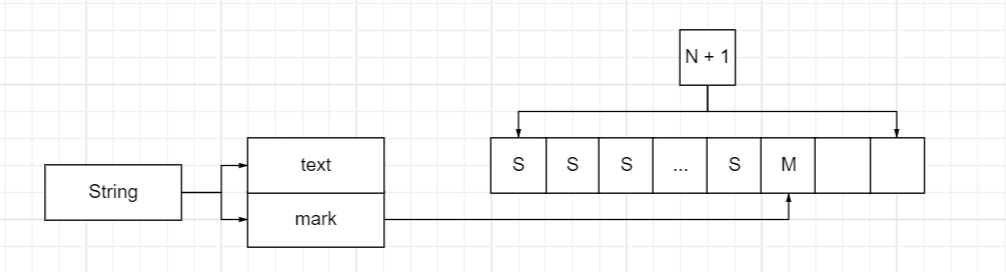 N + 1
String
text
mark
S S S ... S M